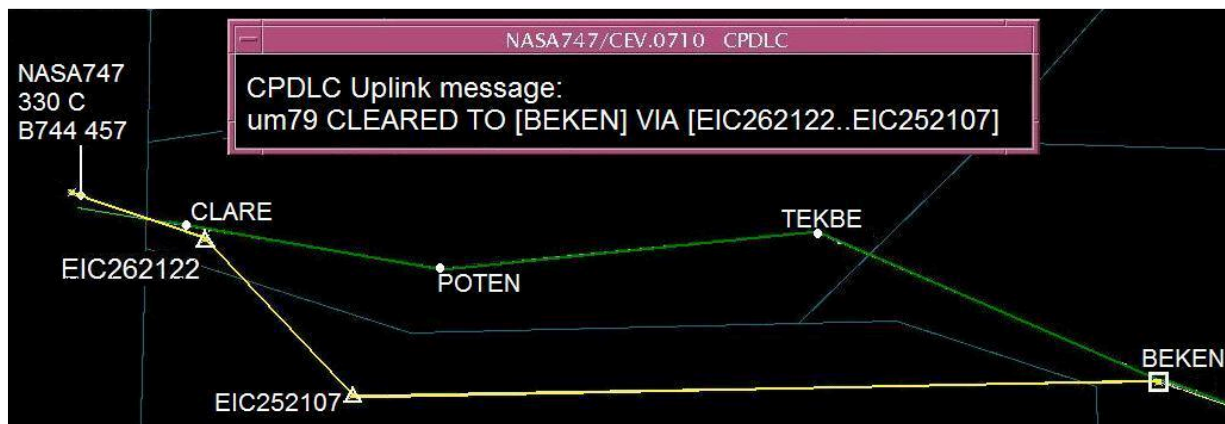 NASA747/CEV.0710 CPDLC
CPDLC Uplink message:
um79 CLEARED TO [BEKEN] VIA [EIC262122..EIC252107]
NASA747
330 C
B744 457
CLARE
TEKBE
EIC262122
POTEN
BEKEN
EIC252107